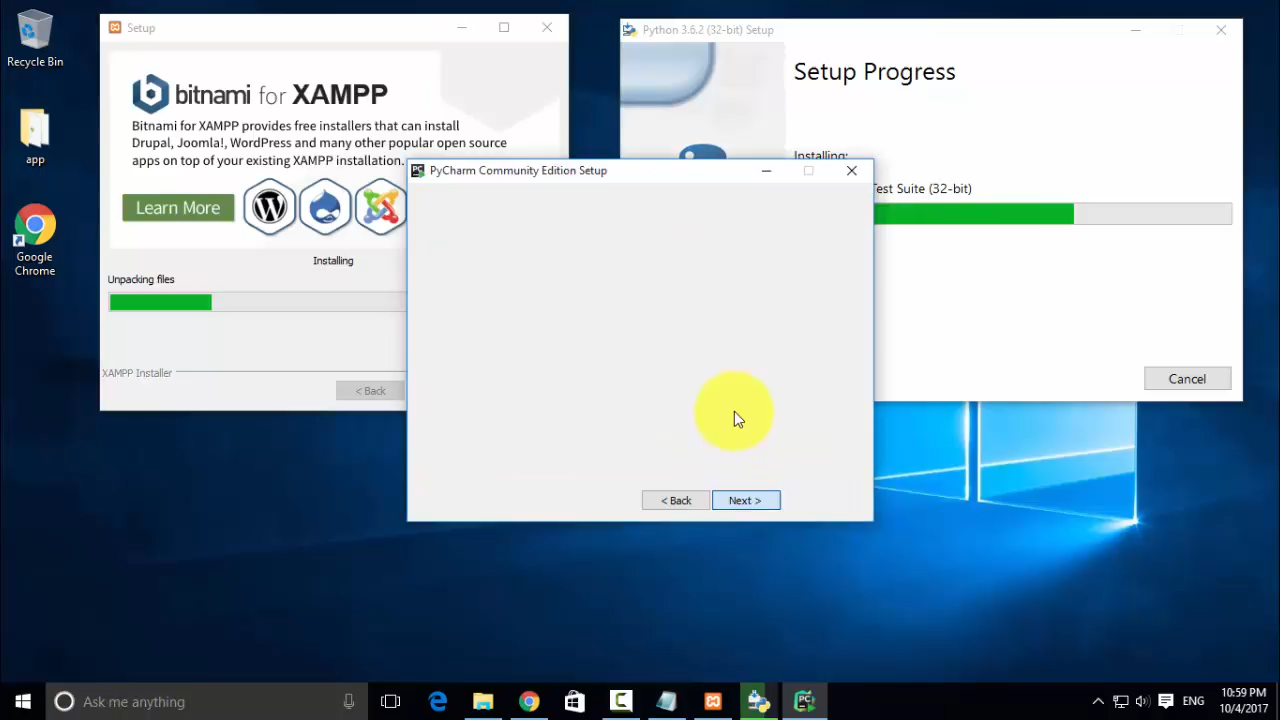 Recycle Bin
app
Google
Chrome
Setup
bitnami for XAMPP
Bitnami for XAMPP provides free installers that can install
Drupal, Joomla!, WordPress and many other popular open source
apps on top of your existing XAMPP installation.
Learn More
Installing
Unpacking files
XAMPP Installer
< Back
Python 3.6.2 (32-bit) Setup
Setup Progress
Installing:
Test Suite (32-bit)
Cancel
PC PyCharm Community Edition Setup
< Back
Next >
Ask me anything
PC
ENG
10:59 PM
10/4/2017